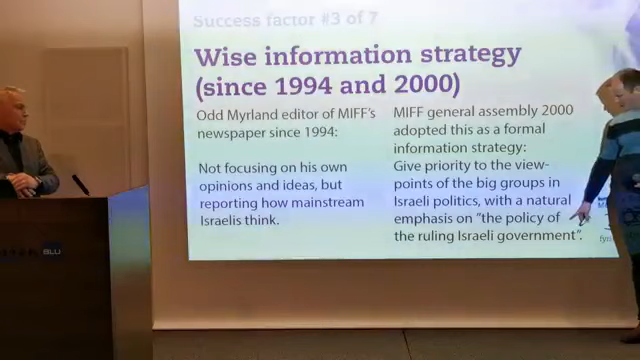 Success factor #3 of 7
Wise information strategy
(since 1994 and 2000)
Odd Myrland editor of MIFF's
newspaper since 1994:
Not focusing on his own
opinions and ideas, but
reporting how mainstream
Israelis think.
MIFF general assembly 2000
adopted this as a formal
information strategy:
Give priority to the view-
points of the big groups in
Israeli politics, with a natural
emphasis on "the policy of
the ruling Israeli government".
BLU